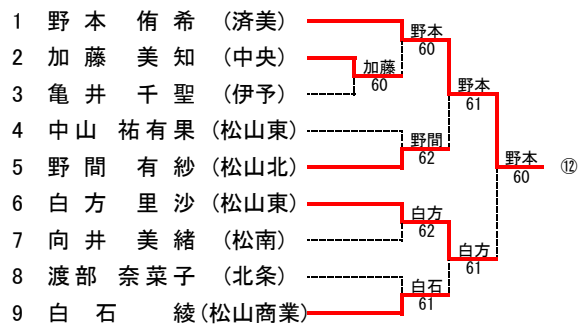 1 野本 侑希 (済美)
2 加藤 美知 (中央)
3 亀井 千聖 (伊予)
4 中山 祐有果 (松山東)
5 野間 有紗 (松山北)
6 白方 里沙 (松山東)
7 向井 美緒 (松南)
8 渡部 奈菜子 (北条)
9 白石 綾 (松山商業)
加藤
60
野本
60
野間
62
白方
62
白石
61
野本
61
白方
61
野本
60
⑫